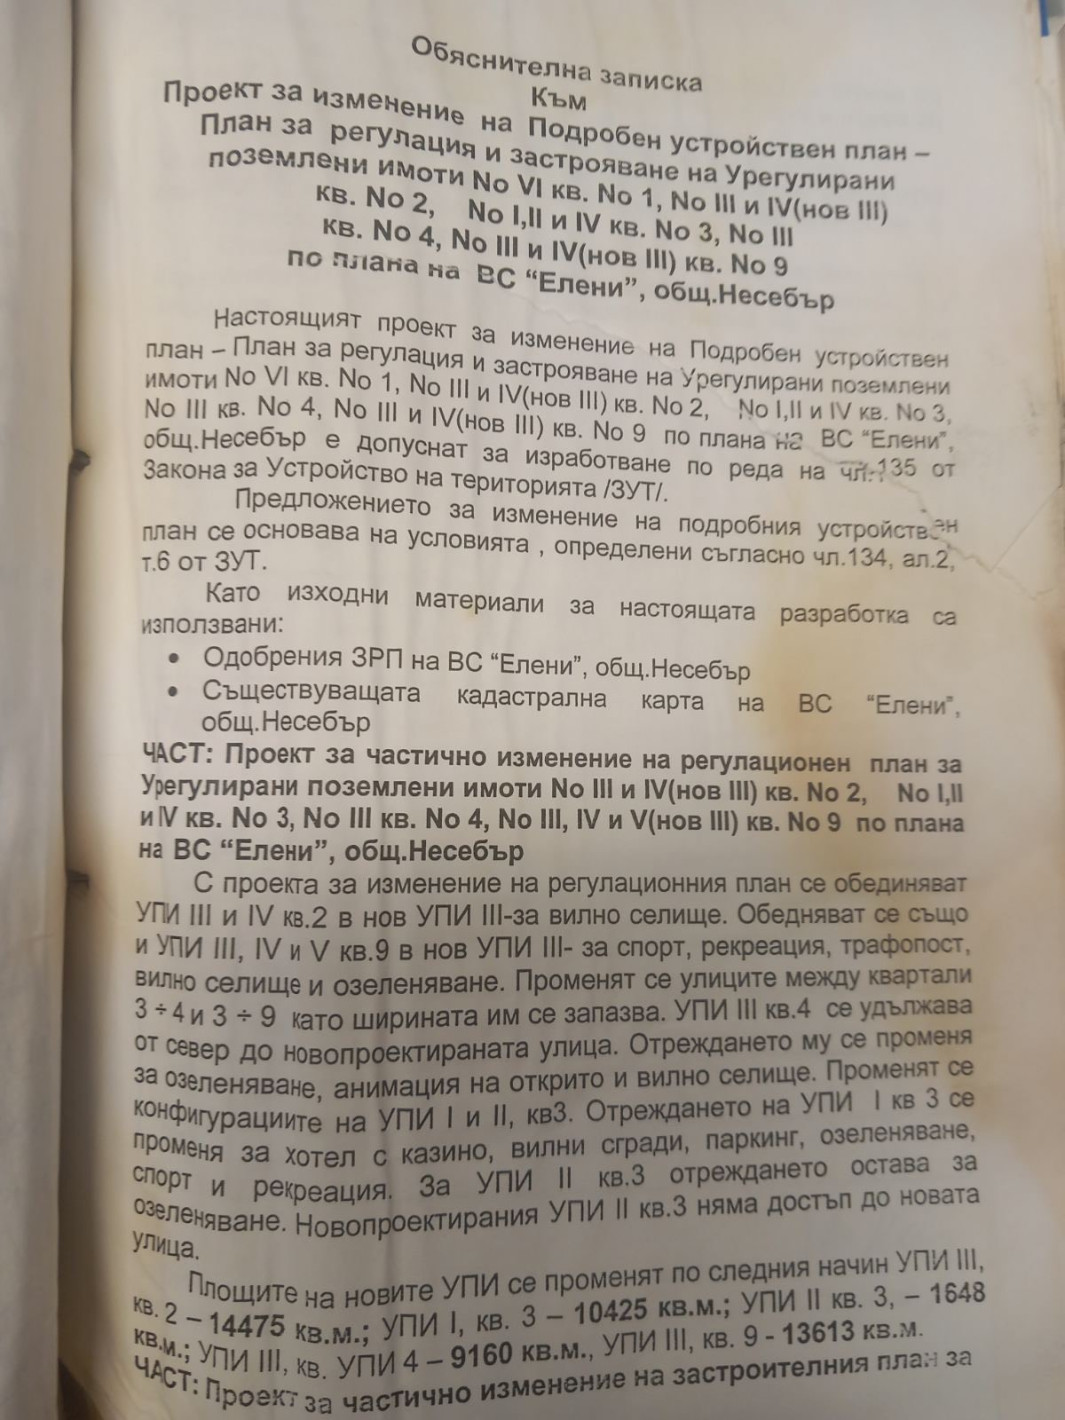 Обяснителна записка
Към
Проект за изменение на Подробен устройствен план –
План за регулация и застрояване на Урегулирани
поземлени имоти No VI кв. No 1, No III и IV(нов III)
кв. No 2, No I,II и IV кв. No 3, No III
кв. No 4, No III и IV(нов III) кв. No 9
по плана на ВС “Елени”, общ.Несебър
Настоящият проект за изменение на Подробен устройствен
план – План за регулация и застрояване на Урегулирани поземлени
имоти No VI кв. No 1, No III и IV(нов III) кв. No 2, No I,II и IV кв. No 3,
No III кв. No 4, No III и IV(нов III) кв. No 9 по плана на ВС “Елени”,
общ.Несебър е допуснат за изработване по реда на чл.135 от
Закона за Устройство на територията /ЗУТ/.
Предложението за изменение на подробния устройствен
план се основава на условията , определени съгласно чл.134, ал.2,
т.6 от ЗУТ.
Като изходни материали за настоящата разработка са
използвани:
• Одобрения ЗРП на ВС “Елени”, общ.Несебър
• Съществуващата кадастрална карта на ВС “Елени”,
общ.Несебър
ЧАСТ: Проект за частично изменение на регулационен план за
Урегулирани поземлени имоти No III и IV(нов III) кв. No 2, No I,II
и IV кв. No 3, No III кв. No 4, No III, IV и V(нов III) кв. No 9 по плана
на ВС “Елени”, общ.Несебър
С проекта за изменение на регулационния план се обединяват
УПИ III и IV кв.2 в нов УПИ III-за вилно селище. Обедняват се също
и УПИ III, IV и V кв.9 в нов УПИ III- за спорт, рекреация, трафопост,
вилно селище и озеленяване. Променят се улиците между квартали
3 ÷ 4 и 3 ÷ 9 като ширината им се запазва. УПИ III кв.4 се удължава
от север до новопроектираната улица. Отреждането му се променя
за озеленяване, анимация на открито и вилно селище. Променят се
конфигурациите на УПИ I и II, кв3. Отреждането на УПИ I кв 3 се
променя за хотел с казино, вилни сгради, паркинг, озеленяване,
спорт и рекреация. За УПИ II кв.3 отреждането остава за
озеленяване. Новопроектирания УПИ II кв.3 няма достъп до новата
улица.
Площите на новите УПИ се променят по следния начин УПИ III,
кв. 2 – 14475 кв.м.; УПИ I, кв. 3 – 10425 кв.м.; УПИ II кв. 3, – 1648
кв.м.; УПИ III, кв. УПИ 4 – 9160 кв.м., УПИ III, кв. 9 - 13613 кв.м.
ЧАСТ: Проект за частично изменение на застроителния план за